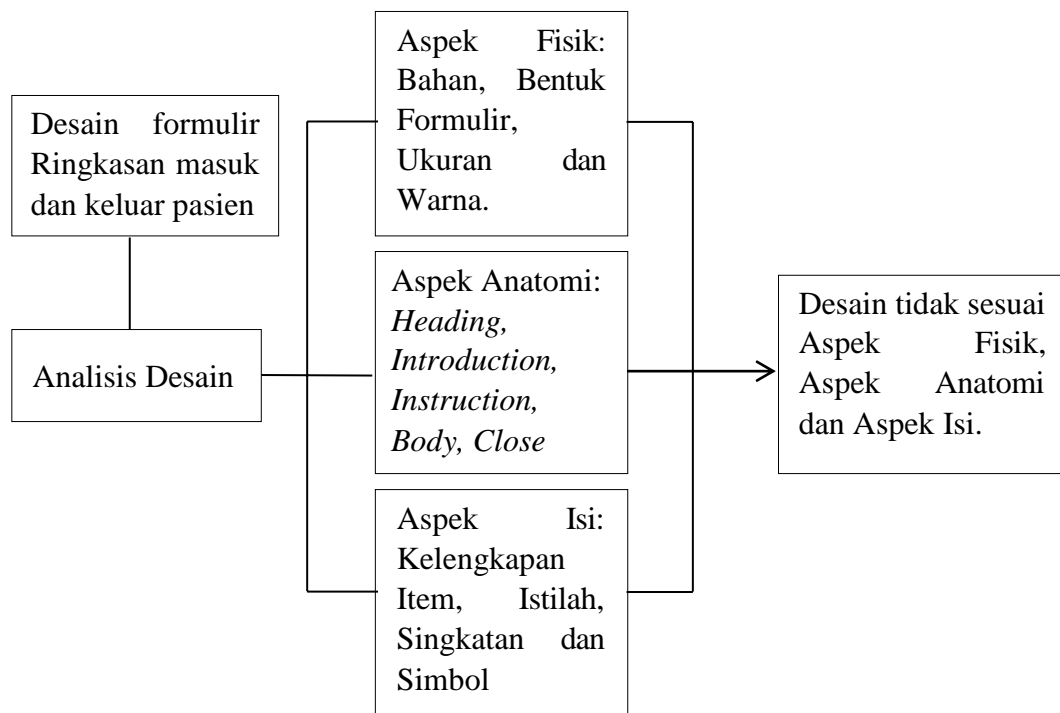 Desain formulir
Ringkasan masuk
dan keluar pasien
Analisis Desain
Aspek Fisik:
Bahan, Bentuk
Formulir,
Ukuran dan
Warna.
Aspek Anatomi:
Heading,
Introduction,
Instruction,
Body, Close
Aspek Isi:
Kelengkapan
Item, Istilah,
Singkatan dan
Simbol
Desain tidak sesuai
Aspek Fisik,
Aspek Anatomi
dan Aspek Isi.